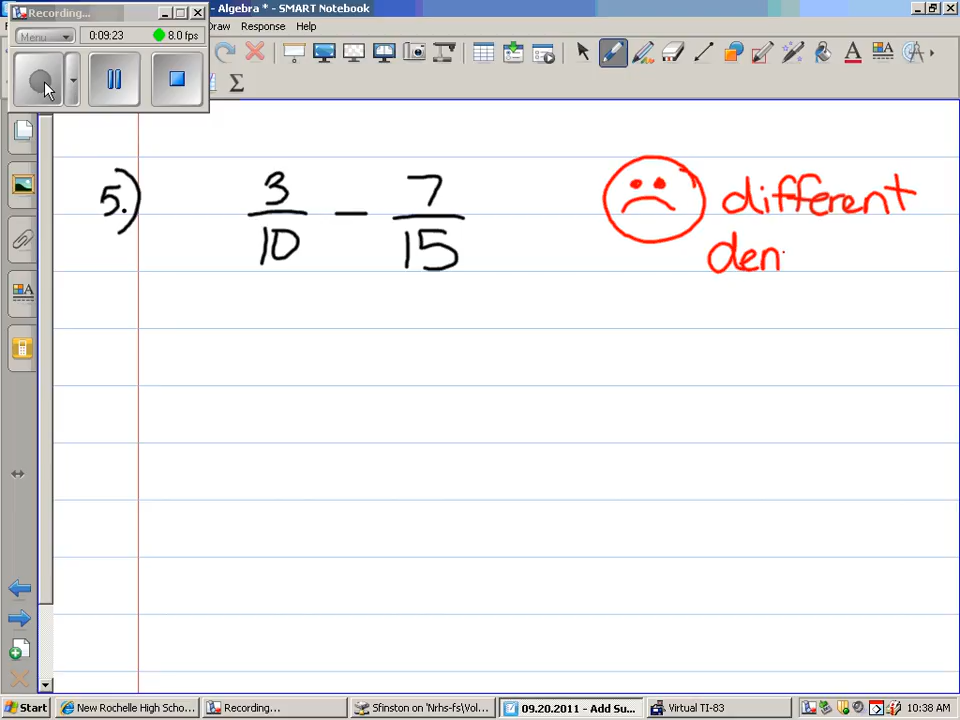 Recording...
- Algebra * - SMART Notebook
Menu
0:09:23
8.0 fps
Draw Response Help
5.) 3/10 - 7/15
different
den
Start
New Rochelle High Scho...
Recording...
Sfinston on 'Nrhs-fs\Vol...
09.20.2011 - Add Su...
Virtual TI-83
10:38 AM